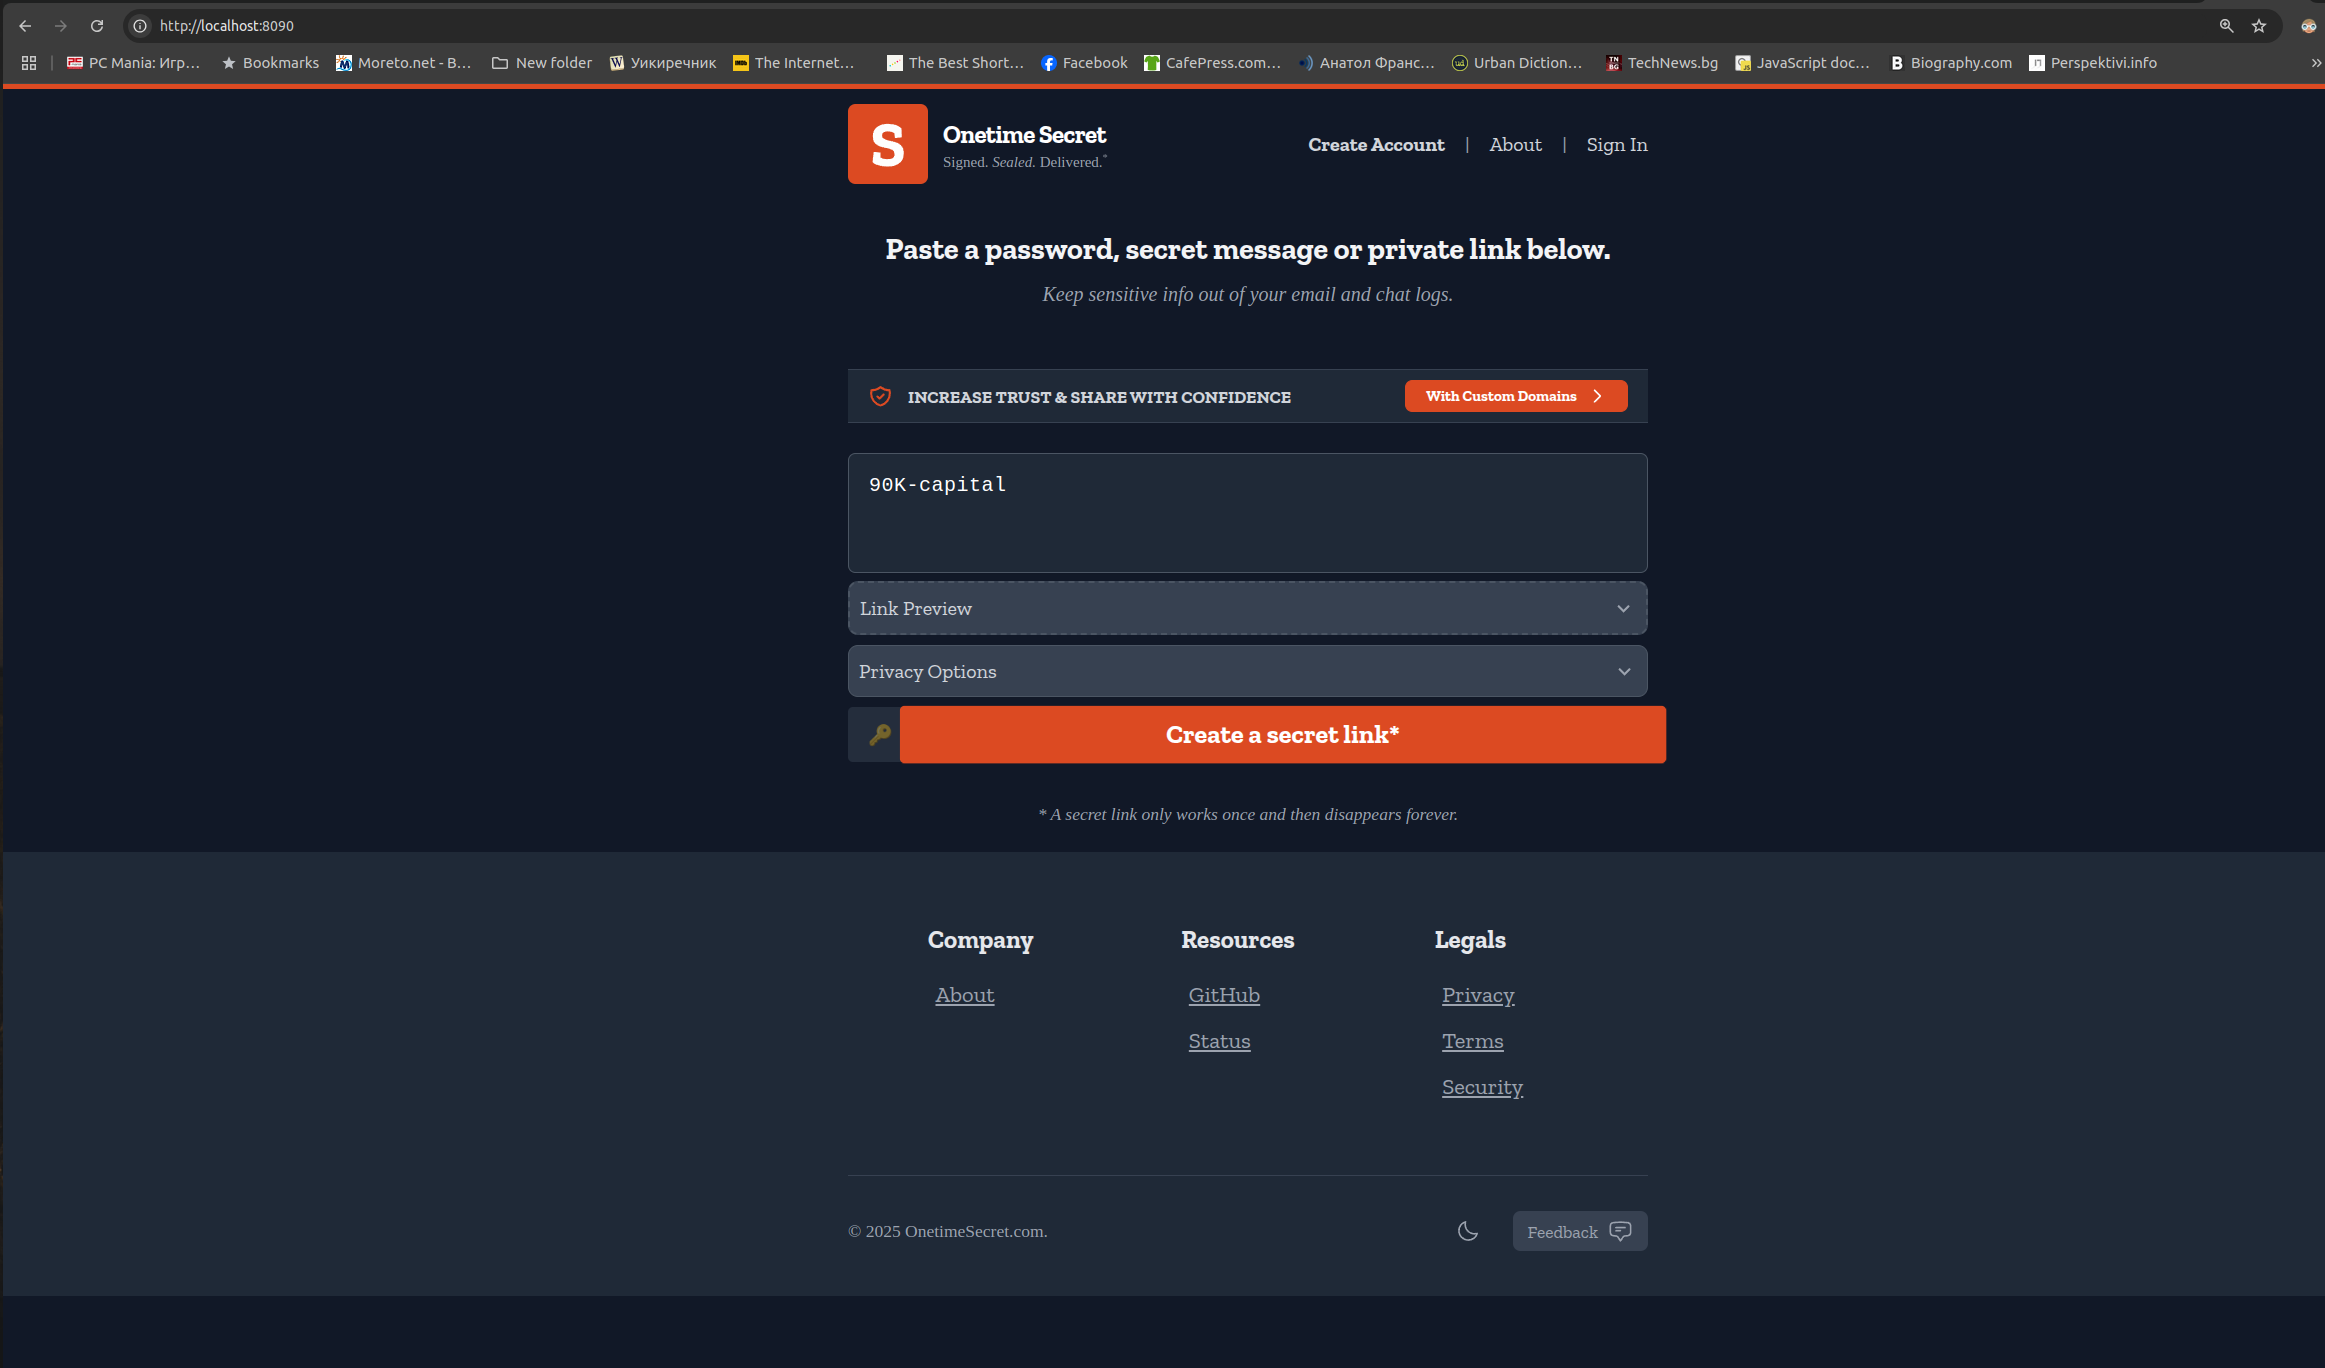 http://localhost:8090
PC Mania: Игр...
Bookmarks
Moreto.net - B...
New folder
Уикиречник
The Internet...
The Best Short...
Facebook
CafePress.com...
Анатол Франс...
Urban Diction...
TechNews.bg
JavaScript doc...
Biography.com
Perspektivi.info
S
Onetime Secret
Signed. Sealed. Delivered.*
Create Account | About | Sign In
Paste a password, secret message or private link below.
Keep sensitive info out of your email and chat logs.
INCREASE TRUST & SHARE WITH CONFIDENCE
With Custom Domains
90K-capital
Link Preview
Privacy Options
Create a secret link*
* A secret link only works once and then disappears forever.
Company
About
Resources
GitHub
Status
Legals
Privacy
Terms
Security
© 2025 OnetimeSecret.com.
Feedback